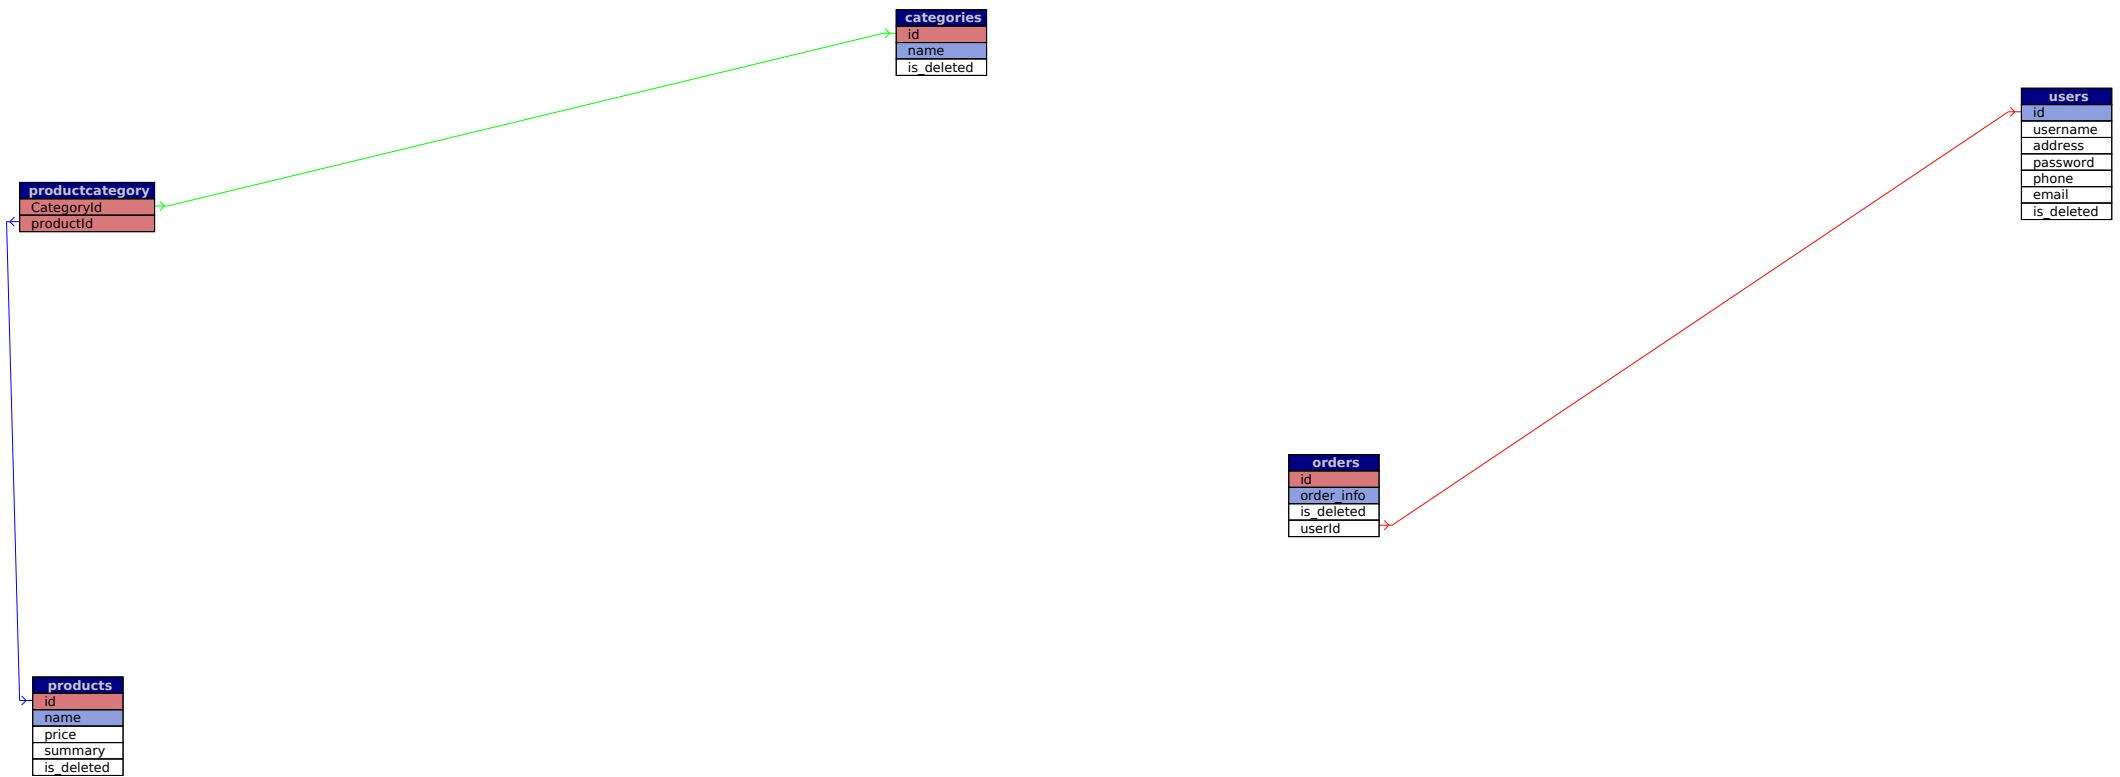 categories
id
name
is_deleted
users
id
username
address
password
phone
email
is_deleted
productcategory
CategoryId
productId
orders
id
order_info
is_deleted
userId
products
id
name
price
summary
is_deleted